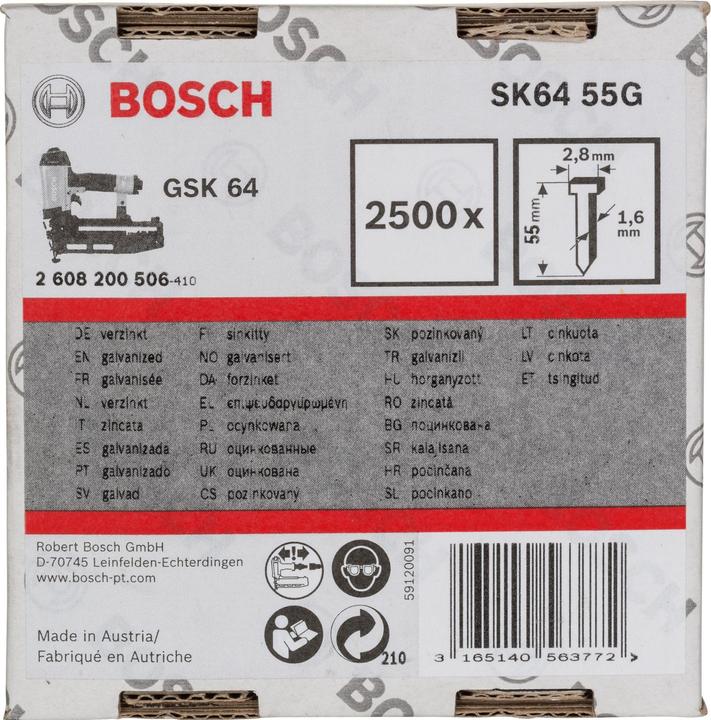 BOSCH
SK64 55G
GSK 64
2 608 200 506-410
2500 x
2,8 mm
55 mm
1,6 mm
DE verzinkt
EN galvanized
FR galvanisée
NL verzinkt
IT zincata
ES galvanizada
PT galvanizado
SV galvad
FI sinkitty
NO galvanisert
DA forzinket
EL επιψευδαργυρωμένη
PL ocynkowana
RU оцинкованные
UK оцинкована
CS pozinkovaný
SK pozinkovaný
TR galvanizli
HU horganyzott
RO zincată
BG поцинкована
SR kalajisana
HR pocinčana
SL pocinkano
LT cinkuota
LV cinkota
ET tsingitud
Robert Bosch GmbH
D-70745 Leinfelden-Echterdingen
www.bosch-pt.com
Made in Austria/
Fabriqué en Autriche
210
59120091
3 165140 563772 >